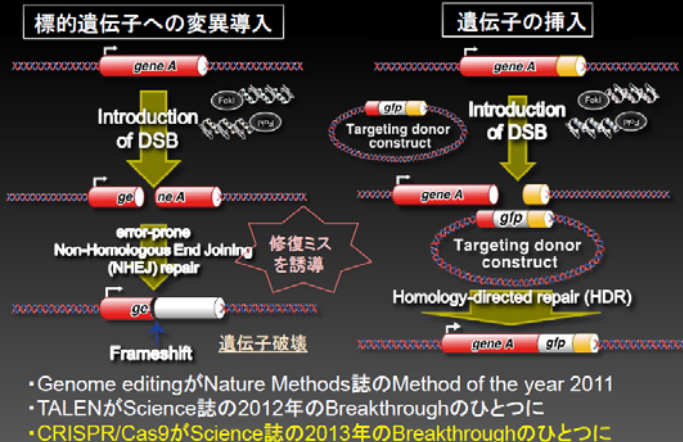 標的遺伝子への変異導入
gene A
FokI
FokI
Introduction
of DSB
ge
ne A
error-prone
Non-Homologous End Joining
(NHEJ) repair
修復ミス
を誘導
ge
Frameshift
遺伝子破壊
遺伝子の挿入
gene A
gfp
Targeting donor
construct
Introduction
of DSB
FokI
FokI
gene A
gfp
Targeting donor
construct
Homology-directed repair (HDR)
gene A
gfp
・Genome editingがNature Methods誌のMethod of the year 2011
・TALENがScience誌の2012年のBreakthroughのひとつに
・CRISPR/Cas9がScience誌の2013年のBreakthroughのひとつに